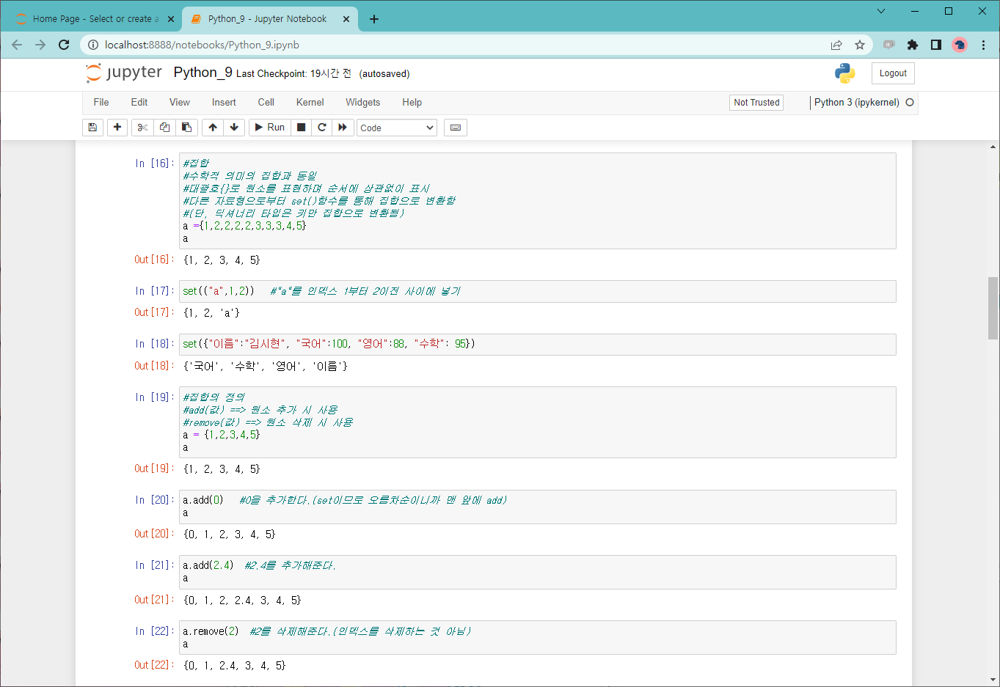 Home Page - Select or create a
Python_9 - Jupyter Notebook
localhost:8888/notebooks/Python_9.ipynb
jupyter Python_9 Last Checkpoint: 19시간 전 (autosaved)
Logout
File Edit View Insert Cell Kernel Widgets Help
Not Trusted
Python 3 (ipykernel)
Run
Code
In [16]: #집합
#수학적 의미의 집합과 동일
#대괄호{}로 원소를 표현하며 순서에 상관없이 표시
#다른 자료형으로부터 set()함수를 통해 집합으로 변환함
#(단, 딕셔너리 타입은 키만 집합으로 변환됨)
a ={1,2,2,2,2,3,3,3,4,5}
a
Out[16]: {1, 2, 3, 4, 5}
In [17]: set(("a",1,2)) #"a"를 인덱스 1부터 2이전 사이에 넣기
Out[17]: {1, 2, 'a'}
In [18]: set({"이름":"김시현", "국어":100, "영어":88, "수학": 95})
Out[18]: {'국어', '수학', '영어', '이름'}
In [19]: #집합의 정의
#add(값) ==> 원소 추가 시 사용
#remove(값) ==> 원소 삭제 시 사용
a = {1,2,3,4,5}
a
Out[19]: {1, 2, 3, 4, 5}
In [20]: a.add(0) #0을 추가한다.(set이므로 오름차순이니까 맨 앞에 add)
a
Out[20]: {0, 1, 2, 3, 4, 5}
In [21]: a.add(2.4) #2.4를 추가해준다.
a
Out[21]: {0, 1, 2, 2.4, 3, 4, 5}
In [22]: a.remove(2) #2를 삭제해준다.(인덱스를 삭제하는 것 아님)
a
Out[22]: {0, 1, 2.4, 3, 4, 5}